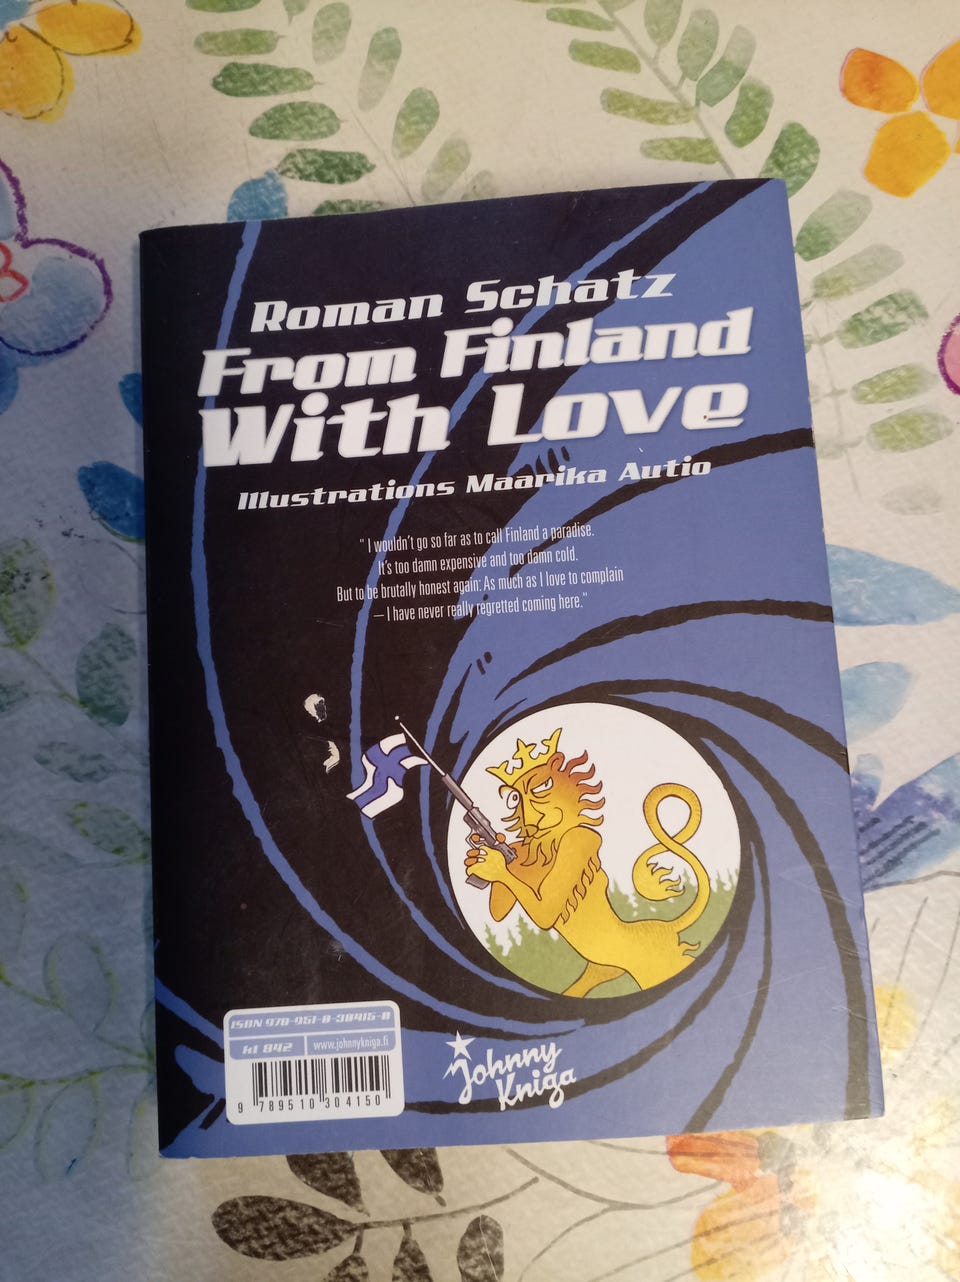 Roman Schatz
From Finland
With Love
Illustrations Maarika Autio
" I wouldn't go so far as to call Finland a paradise.
It's too damn expensive and too damn cold.
But to be brutally honest again: As much as I love to complain
– I have never really regretted coming here."
ISBN 978-951-0-30415-0
kl 842 www.johnnykniga.fi
9 789510 304150
Johnny
Kniga